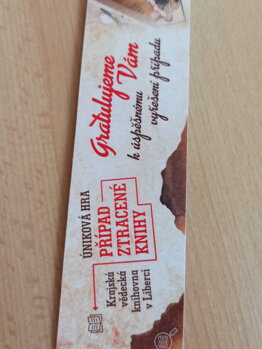 Gratulujeme
Vám
k úspěšnému
vyřešení případu
ÚNIKOVÁ HRA
PŘÍPAD
ZTRACENÉ
KNIHY
Krajská
vědecká
knihovna
v Liberci